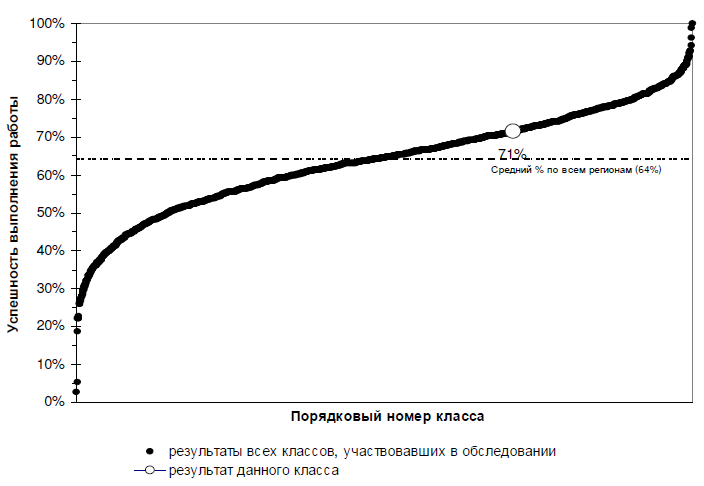 100%
90%
80%
70%
60%
50%
40%
30%
20%
10%
0%
Успешность выполнения работы
71%
Средний % по всем регионам (64%)
Порядковый номер класса
результаты всех классов, участвовавших в обследовании
результат данного класса